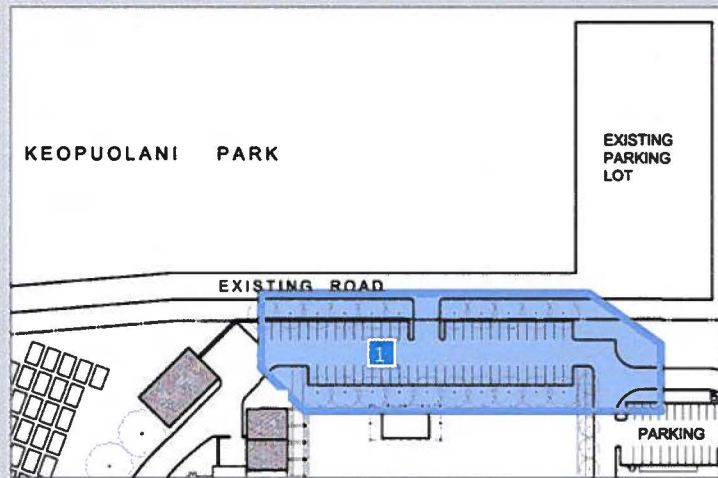 KEOPUOLANI PARK
EXISTING
PARKING
LOT
EXISTING ROAD
1
PARKING